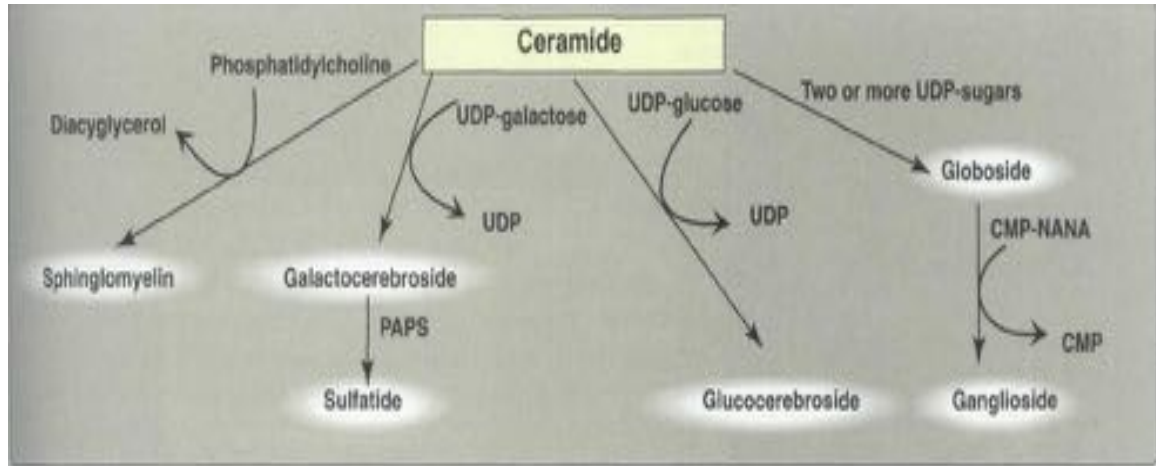 Ceramide
Phosphatidylcholine
Diacyglycerol
UDP-galactose
UDP
UDP-glucose
UDP
Two or more UDP-sugars
Globoside
CMP-NANA
CMP
Sphinglomyelin
Galactocerebroside
PAPS
Sulfatide
Glucocerebroside
Ganglioside